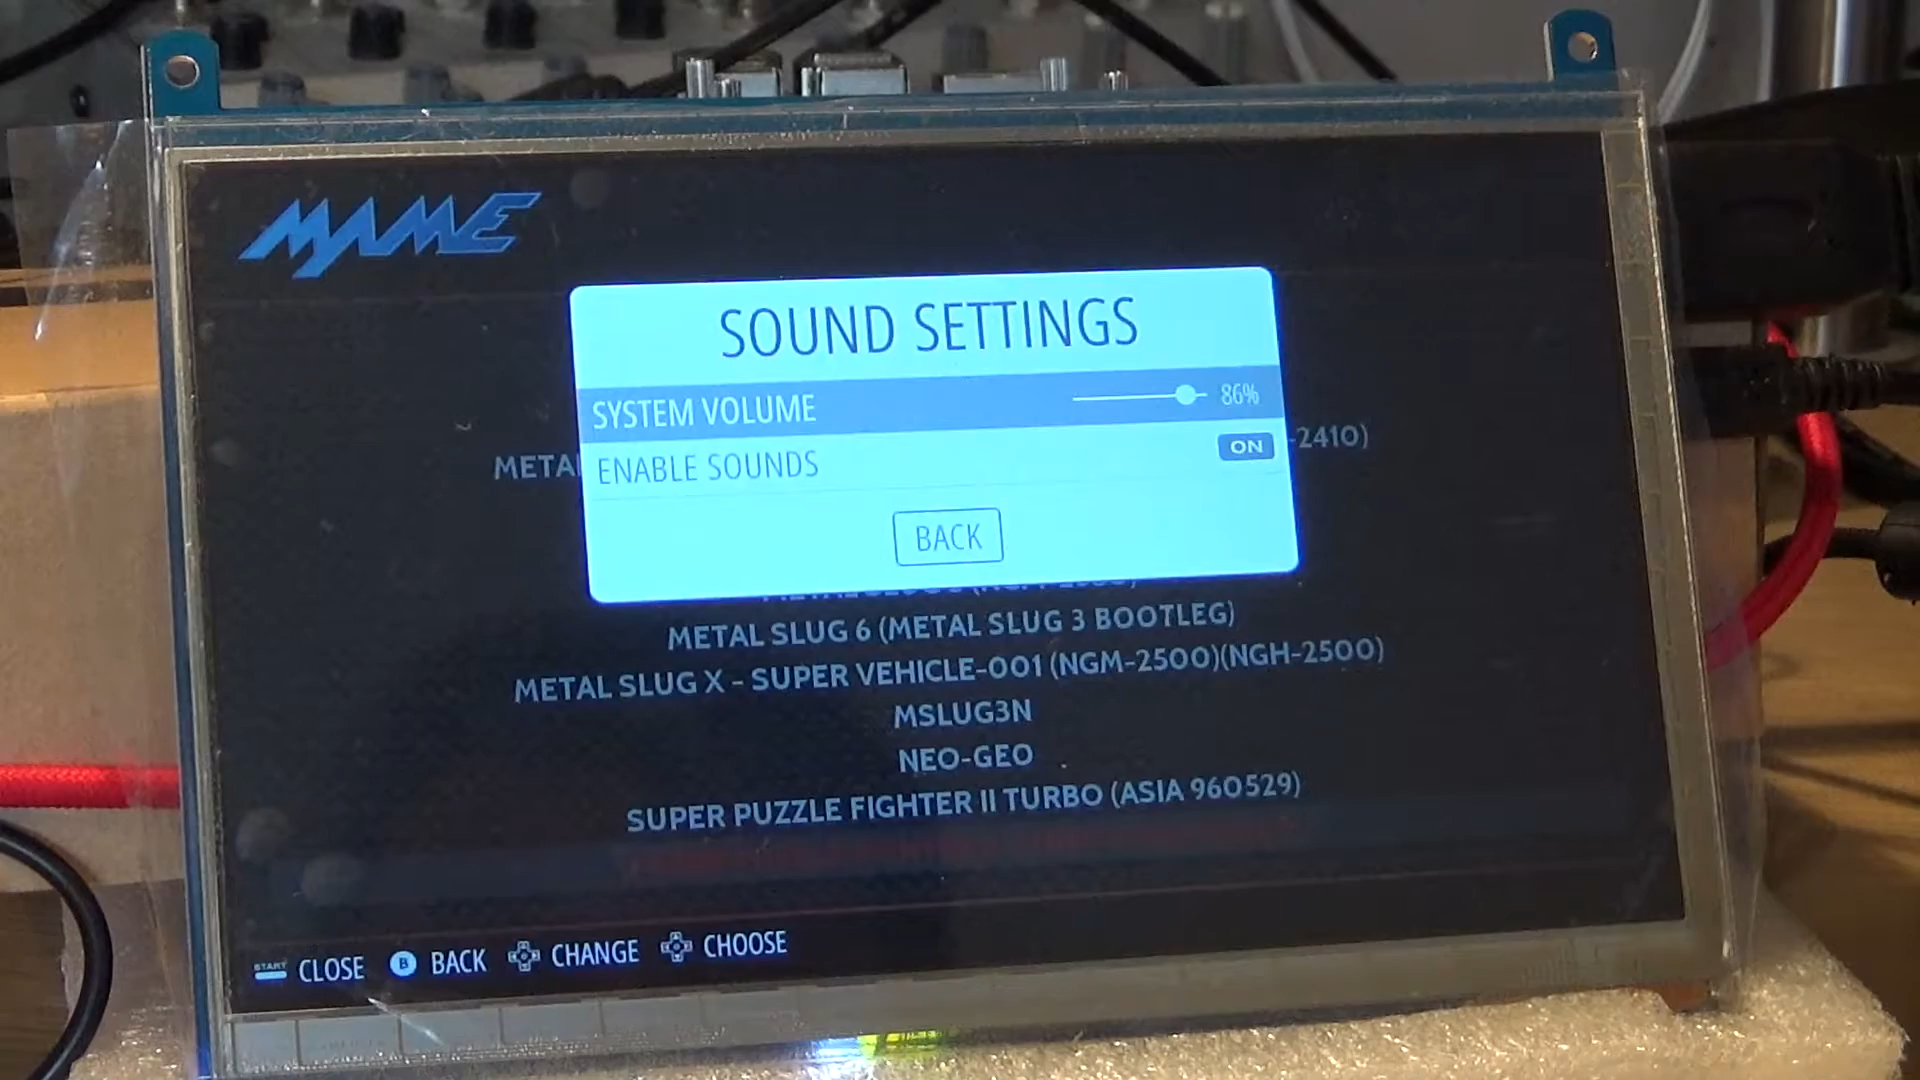 MAME
SOUND SETTINGS
SYSTEM VOLUME 86%
ENABLE SOUNDS ON
BACK
METAL -2410)
METAL SLUG 6 (METAL SLUG 3 BOOTLEG)
METAL SLUG X - SUPER VEHICLE-001 (NGM-2500)(NGH-2500)
MSLUG3N
NEO-GEO
SUPER PUZZLE FIGHTER II TURBO (ASIA 960529)
START CLOSE B BACK CHANGE CHOOSE